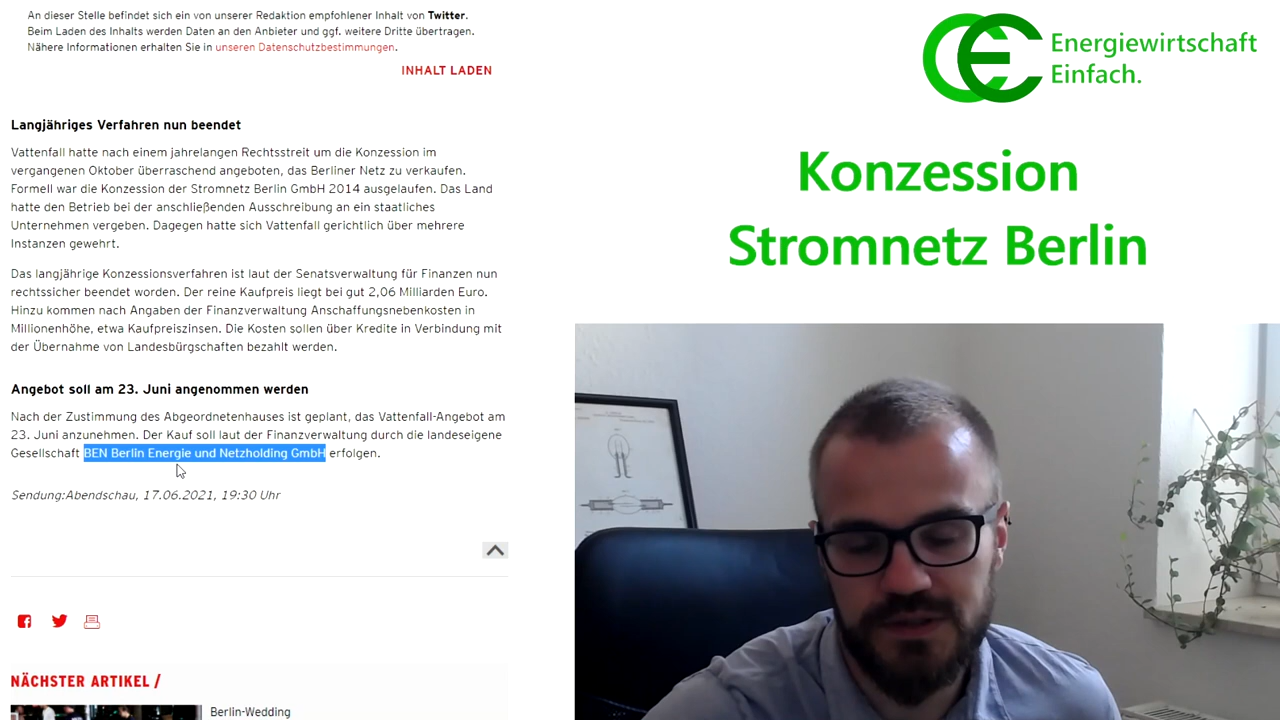 An dieser Stelle befindet sich ein von unserer Redaktion empfohlener Inhalt von Twitter.
Beim Laden des Inhalts werden Daten an den Anbieter und ggf. weitere Dritte übertragen.
Nähere Informationen erhalten Sie in unseren Datenschutzbestimmungen.
INHALT LADEN
Langjähriges Verfahren nun beendet
Vattenfall hatte nach einem jahrelangen Rechtsstreit um die Konzession im
vergangenen Oktober überraschend angeboten, das Berliner Netz zu verkaufen.
Formell war die Konzession der Stromnetz Berlin GmbH 2014 ausgelaufen. Das Land
hatte den Betrieb bei der anschließenden Ausschreibung an ein staatliches
Unternehmen vergeben. Dagegen hatte sich Vattenfall gerichtlich über mehrere
Instanzen gewehrt.
Das langjährige Konzessionsverfahren ist laut der Senatsverwaltung für Finanzen nun
rechtssicher beendet worden. Der reine Kaufpreis liegt bei gut 2,06 Milliarden Euro.
Hinzu kommen nach Angaben der Finanzverwaltung Anschaffungsnebenkosten in
Millionenhöhe, etwa Kaufpreiszinsen. Die Kosten sollen über Kredite in Verbindung mit
der Übernahme von Landesbürgschaften bezahlt werden.
Angebot soll am 23. Juni angenommen werden
Nach der Zustimmung des Abgeordnetenhauses ist geplant, das Vattenfall-Angebot am
23. Juni anzunehmen. Der Kauf soll laut der Finanzverwaltung durch die landeseigene
Gesellschaft BEN Berlin Energie und Netzholding GmbH erfolgen.
Sendung:Abendschau, 17.06.2021, 19:30 Uhr
NÄCHSTER ARTIKEL /
Berlin-Wedding
Energiewirtschaft
Einfach.
Konzession
Stromnetz Berlin